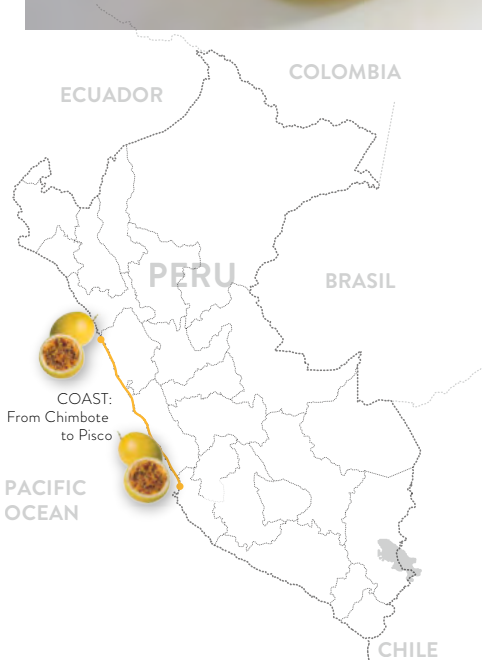 COLOMBIA
ECUADOR
PERU
BRASIL
COAST:
From Chimbote
to Pisco
PACIFIC
OCEAN
CHILE